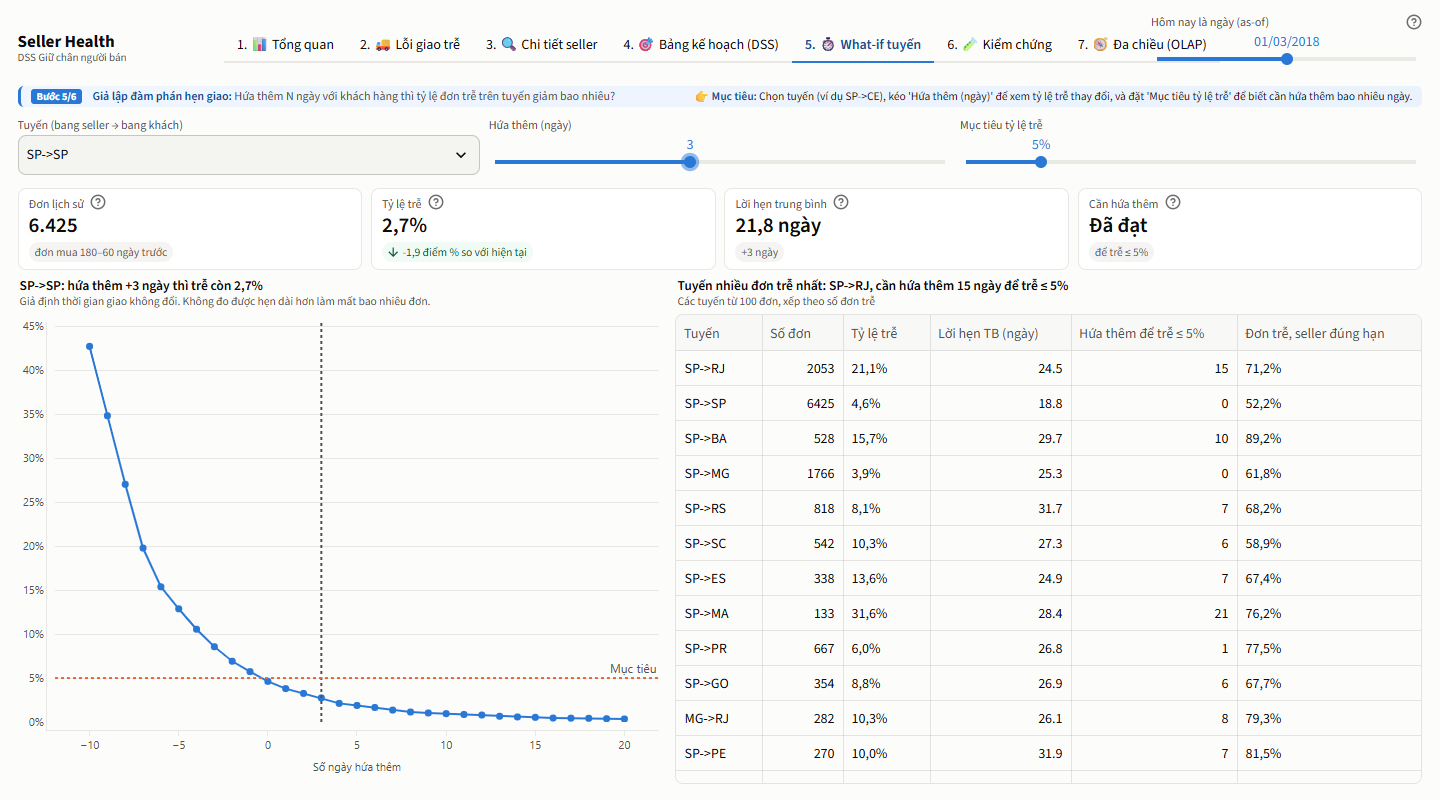 Hôm nay là ngày (as-of)
Seller Health
DSS Giữ chân người bán
1. 📊 Tổng quan
2. 🚚 Lỗi giao trễ
3. 🔍 Chi tiết seller
4. 🎯 Bảng kế hoạch (DSS)
5. ⏱️ What-if tuyến
6. 🧪 Kiểm chứng
7. 🧭 Đa chiều (OLAP)
01/03/2018
Bước 5/6 Giả lập đàm phán hẹn giao: Hứa thêm N ngày với khách hàng thì tỷ lệ đơn trễ trên tuyến giảm bao nhiêu?
👉 Mục tiêu: Chọn tuyến (ví dụ SP->CE), kéo 'Hứa thêm (ngày)' để xem tỷ lệ trễ thay đổi, và đặt 'Mục tiêu tỷ lệ trễ' để biết cần hứa thêm bao nhiêu ngày.
Tuyến (bang seller → bang khách)
SP->SP
Hứa thêm (ngày)
3
Mục tiêu tỷ lệ trễ
5%
Đơn lịch sử
6.425
đơn mua 180–60 ngày trước
Tỷ lệ trễ
2,7%
↓ -1,9 điểm % so với hiện tại
Lời hẹn trung bình
21,8 ngày
+3 ngày
Cần hứa thêm
Đã đạt
để trễ ≤ 5%
SP->SP: hứa thêm +3 ngày thì trễ còn 2,7%
Giả định thời gian giao không đổi. Không đo được hẹn dài hơn làm mất bao nhiêu đơn.
45%
40%
35%
30%
25%
20%
15%
10%
5%
0%
Mục tiêu
−10 −5 0 5 10 15 20
Số ngày hứa thêm
Tuyến nhiều đơn trễ nhất: SP->RJ, cần hứa thêm 15 ngày để trễ ≤ 5%
Các tuyến từ 100 đơn, xếp theo số đơn trễ
Tuyến Số đơn Tỷ lệ trễ Lời hẹn TB (ngày) Hứa thêm để trễ ≤ 5% Đơn trễ, seller đúng hạn
SP->RJ 2053 21,1% 24.5 15 71,2%
SP->SP 6425 4,6% 18.8 0 52,2%
SP->BA 528 15,7% 29.7 10 89,2%
SP->MG 1766 3,9% 25.3 0 61,8%
SP->RS 818 8,1% 31.7 7 68,2%
SP->SC 542 10,3% 27.3 6 58,9%
SP->ES 338 13,6% 24.9 7 67,4%
SP->MA 133 31,6% 28.4 21 76,2%
SP->PR 667 6,0% 26.8 1 77,5%
SP->GO 354 8,8% 26.9 6 67,7%
MG->RJ 282 10,3% 26.1 8 79,3%
SP->PE 270 10,0% 31.9 7 81,5%